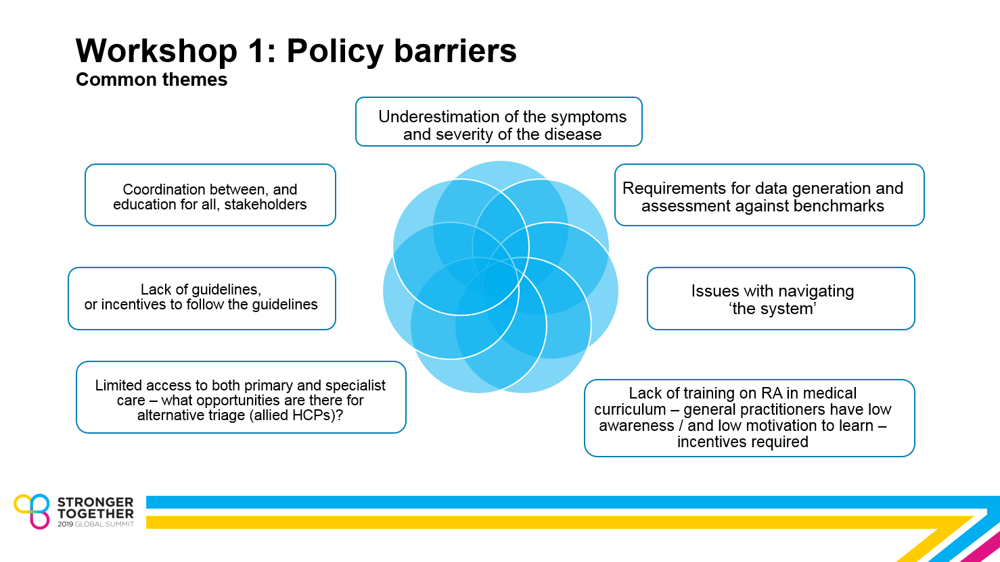 Workshop 1: Policy barriers
Common themes
Underestimation of the symptoms
and severity of the disease
Coordination between, and
education for all, stakeholders
Requirements for data generation and
assessment against benchmarks
Lack of guidelines,
or incentives to follow the guidelines
Issues with navigating
‘the system’
Limited access to both primary and specialist
care – what opportunities are there for
alternative triage (allied HCPs)?
Lack of training on RA in medical
curriculum – general practitioners have low
awareness / and low motivation to learn –
incentives required
STRONGER
TOGETHER
2019 GLOBAL SUMMIT